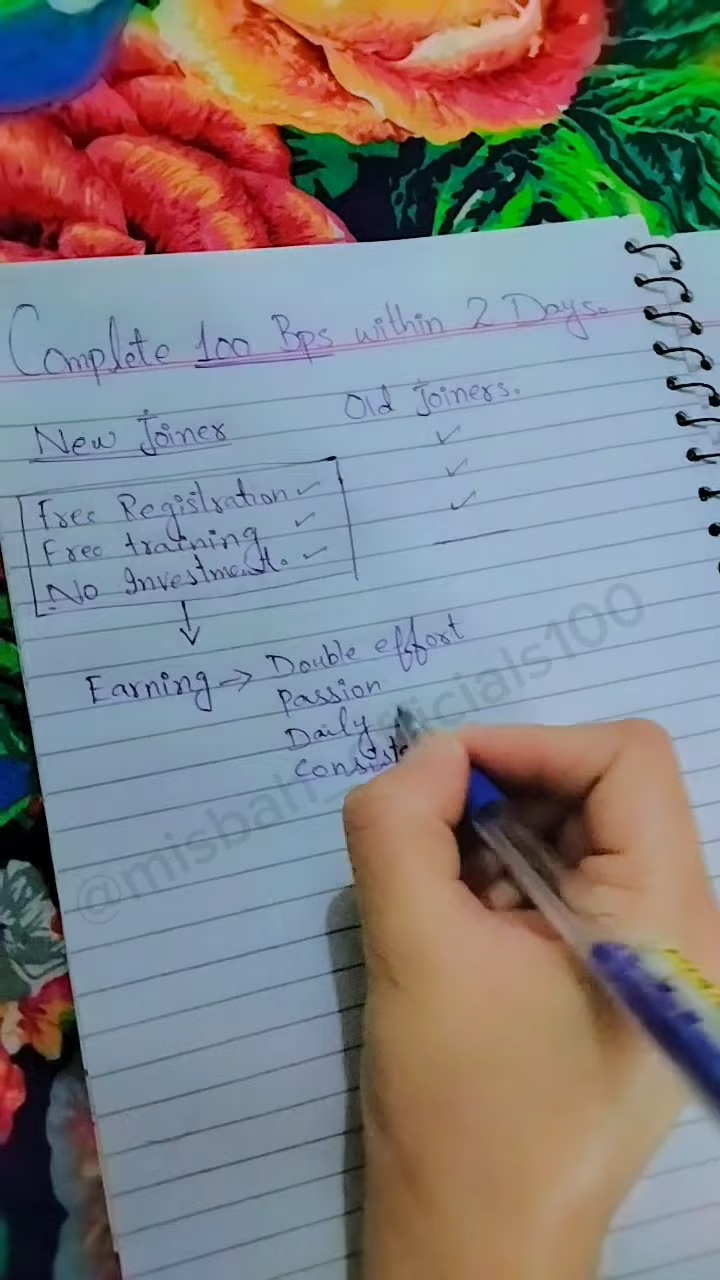 Complete 100 Bps within 2 Days.
New Joiner
Old Joiners.
Free Registration ✓
Free training ✓
No Investment. ✓
Earning → Double effort
Passion
Daily
@misbah_officials100